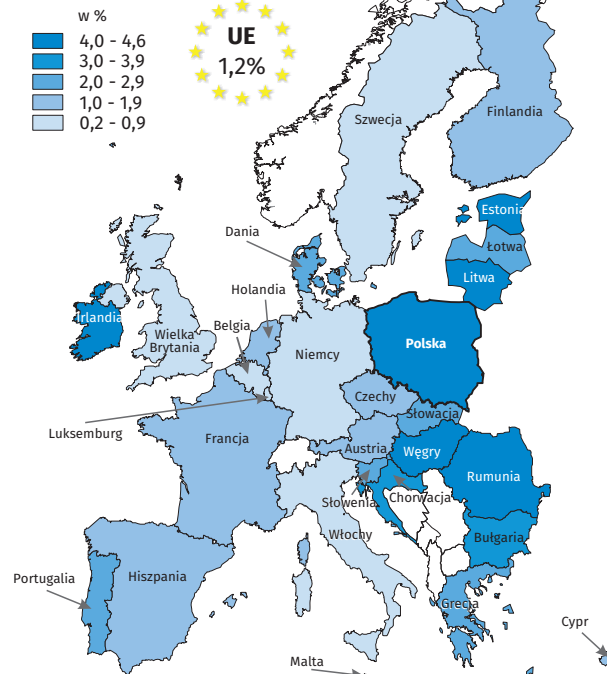 w %
4,0 - 4,6
3,0 - 3,9
2,0 - 2,9
1,0 - 1,9
0,2 - 0,9
UE
1,2%
Szwecja
Finlandia
Estonia
Łotwa
Litwa
Dania
Holandia
Belgia
Irlandia
Wielka
Brytania
Niemcy
Polska
Luksemburg
Francja
Czechy
Słowacja
Austria
Węgry
Rumunia
Słowenia
Chorwacja
Włochy
Bułgaria
Portugalia
Hiszpania
Grecja
Cypr
Malta